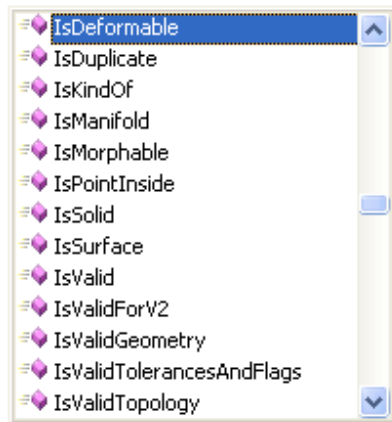 IsDeformable
IsDuplicate
IsKindOf
IsManifold
IsMorphable
IsPointInside
IsSolid
IsSurface
IsValid
IsValidForV2
IsValidGeometry
IsValidTolerancesAndFlags
IsValidTopology